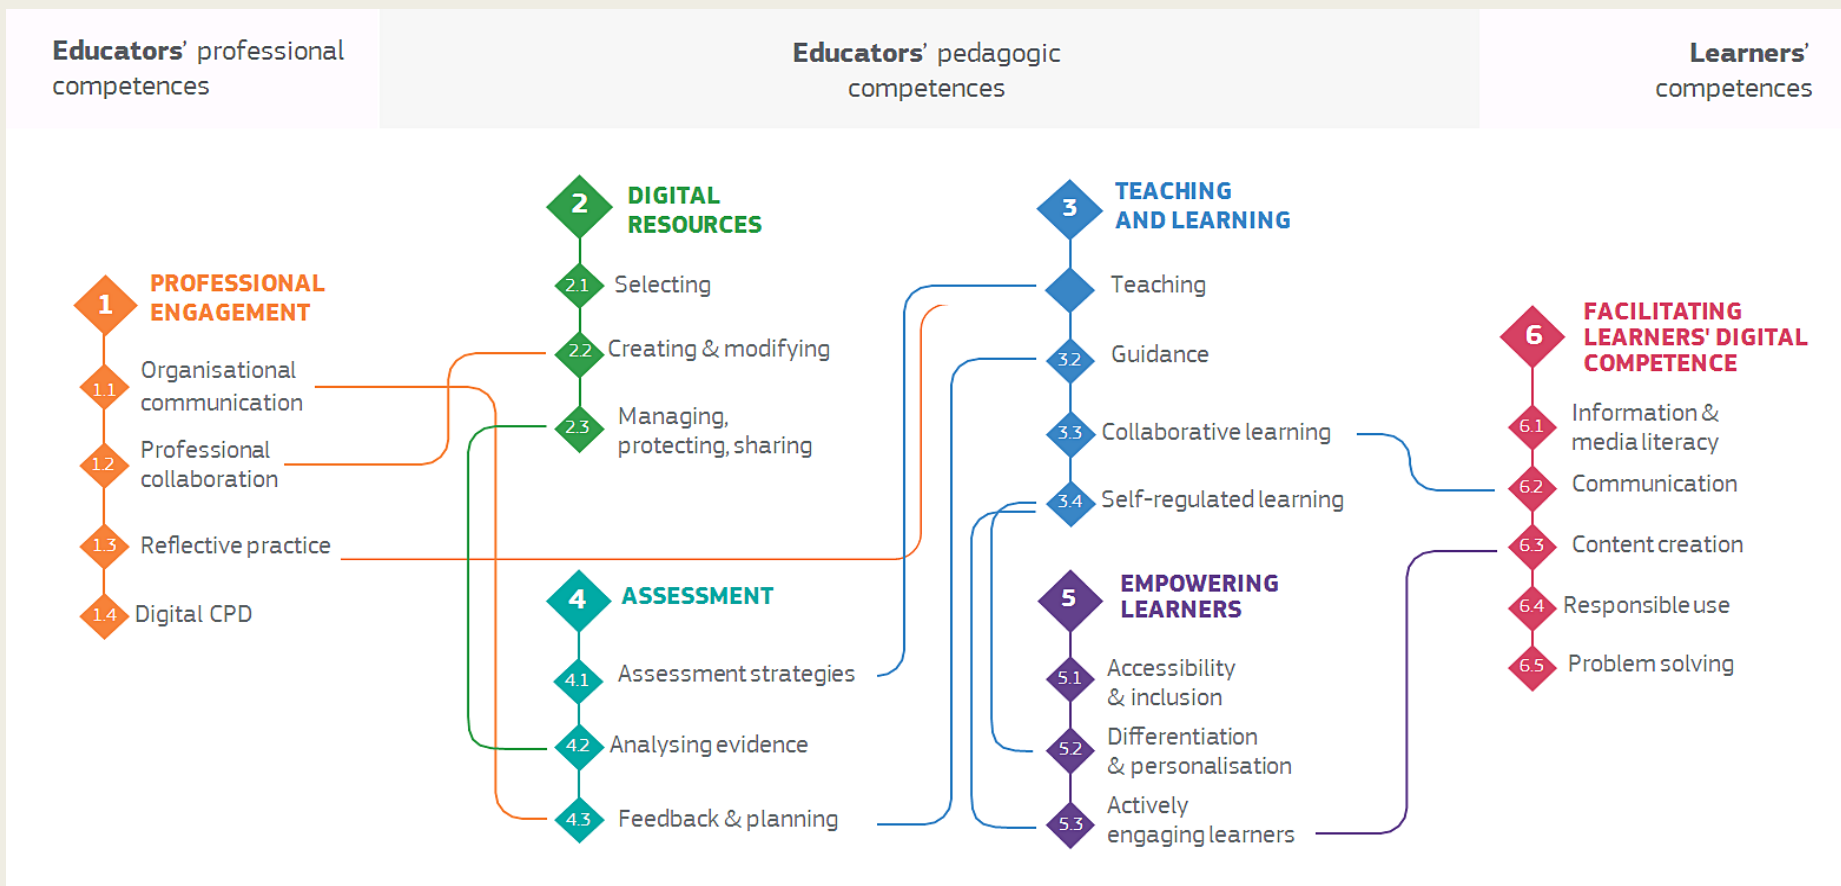 Educators’ professional
competences
Educators’ pedagogic
competences
Learners’
competences
1
PROFESSIONAL
ENGAGEMENT
1.1
Organisational
communication
1.2
Professional
collaboration
1.3
Reflective practice
1.4
Digital CPD
2
DIGITAL
RESOURCES
2.1
Selecting
2.2
Creating & modifying
2.3
Managing,
protecting, sharing
4
ASSESSMENT
4.1
Assessment strategies
4.2
Analysing evidence
4.3
Feedback & planning
3
TEACHING
AND LEARNING
Teaching
3.2
Guidance
3.3
Collaborative learning
3.4
Self-regulated learning
5
EMPOWERING
LEARNERS
5.1
Accessibility
& inclusion
5.2
Differentiation
& personalisation
5.3
Actively
engaging learners
6
FACILITATING
LEARNERS' DIGITAL
COMPETENCE
6.1
Information &
media literacy
6.2
Communication
6.3
Content creation
6.4
Responsible use
6.5
Problem solving